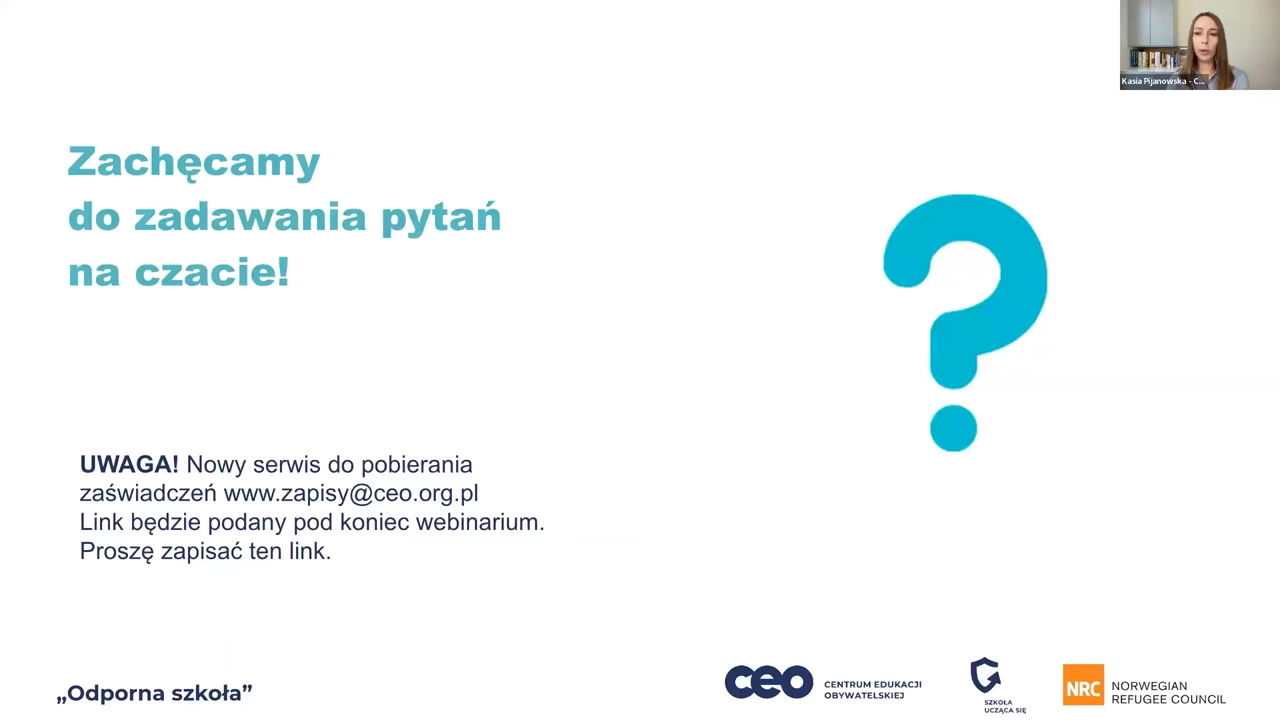 Kasia Pijanowska - C...
Zachęcamy
do zadawania pytań
na czacie!
?
UWAGA! Nowy serwis do pobierania
zaświadczeń www.zapisy@ceo.org.pl
Link będzie podany pod koniec webinarium.
Proszę zapisać ten link.
„Odporna szkoła”
ceo
CENTRUM EDUKACJI
OBYWATELSKIEJ
SZKOŁA
UCZĄCA SIĘ
NRC
NORWEGIAN
REFUGEE COUNCIL